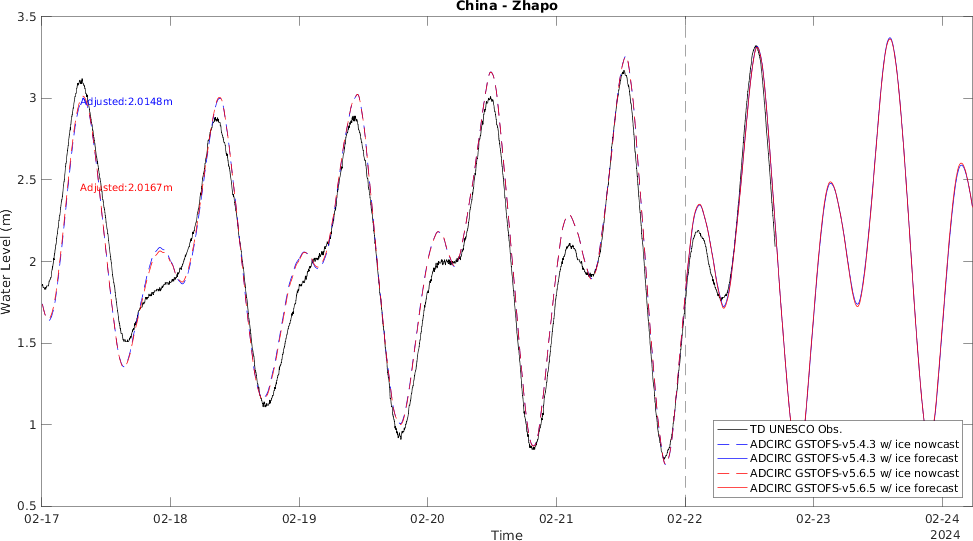 China - Zhapo
3.5
3
2.5
2
1.5
1
0.5
Water Level (m)
Adjusted:2.0148m
Adjusted:2.0167m
TD UNESCO Obs.
ADCIRC GSTOFS-v5.4.3 w/ ice nowcast
ADCIRC GSTOFS-v5.4.3 w/ ice forecast
ADCIRC GSTOFS-v5.6.5 w/ ice nowcast
ADCIRC GSTOFS-v5.6.5 w/ ice forecast
02-17 02-18 02-19 02-20 02-21 02-22 02-23 02-24
Time
2024